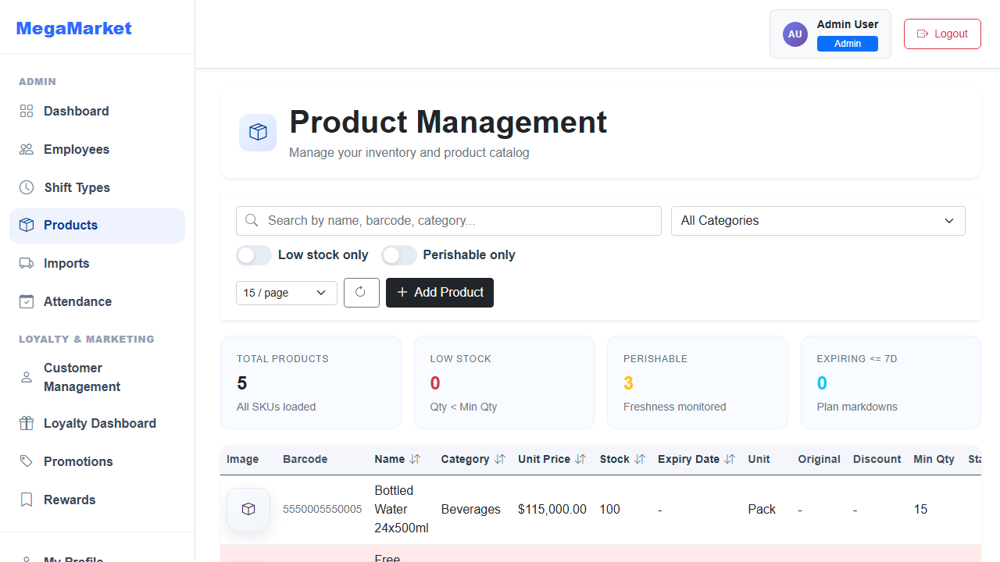 MegaMarket
AU
Admin User
Admin
Logout
ADMIN
Dashboard
Employees
Shift Types
Products
Imports
Attendance
LOYALTY & MARKETING
Customer
Management
Loyalty Dashboard
Promotions
Rewards
My Profile
Product Management
Manage your inventory and product catalog
Search by name, barcode, category...
All Categories
Low stock only
Perishable only
15 / page
Add Product
TOTAL PRODUCTS
5
All SKUs loaded
LOW STOCK
0
Qty < Min Qty
PERISHABLE
3
Freshness monitored
EXPIRING <= 7D
0
Plan markdowns
Image Barcode Name Category Unit Price Stock Expiry Date Unit Original Discount Min Qty Sta
Bottled
Water
24x500ml
5550005550005 Beverages $115,000.00 100 - Pack - - 15
Free